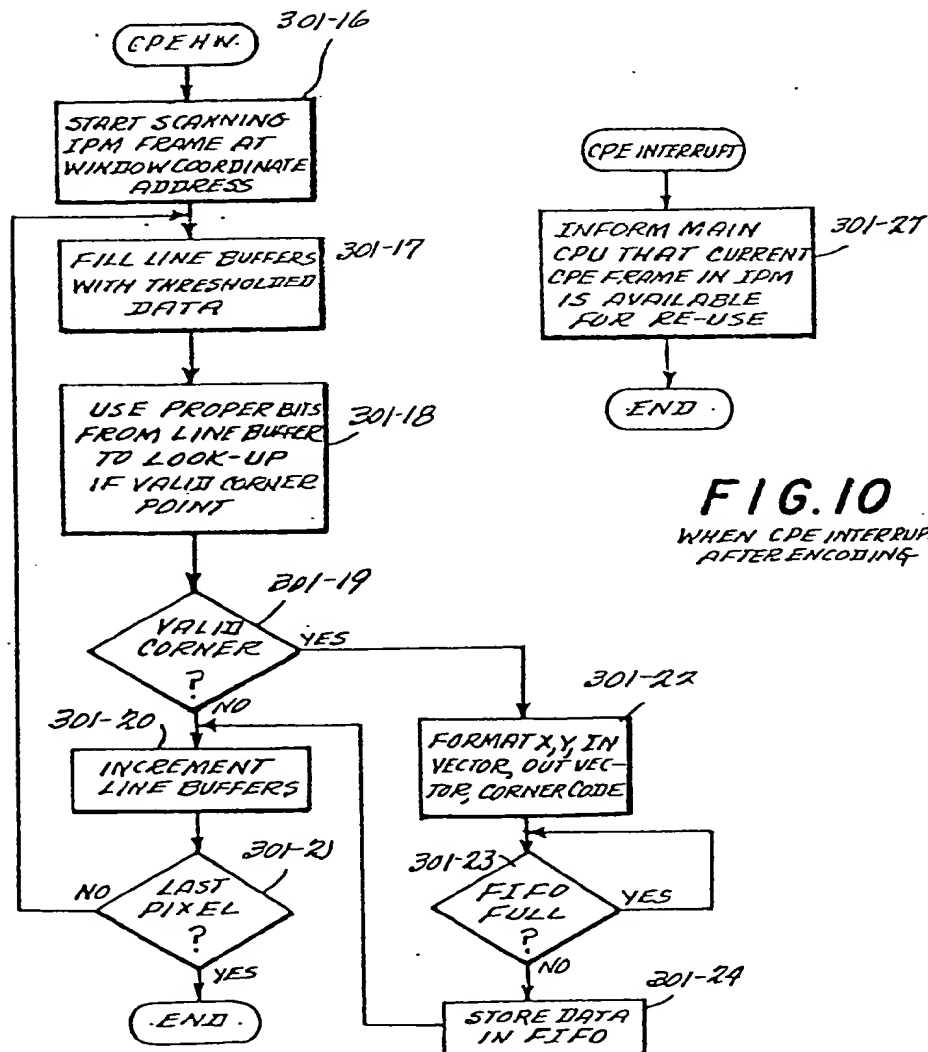 CPE HW.
301-16
START SCANNING
IPM FRAME AT
WINDOW COORDINATE
ADDRESS
FILL LINE BUFFERS
WITH THRESHOLDED
DATA
301-17
USE PROPER BITS
FROM LINE BUFFER
TO LOOK-UP
IF VALID CORNER
POINT
301-18
301-19
VALID
CORNER
?
YES
NO
301-20
INCREMENT
LINE BUFFERS
301-21
LAST
PIXEL
?
NO
YES
.END.
301-22
FORMAT X,Y, IN
VECTOR, OUT VEC-
TOR, CORNER CODE
301-23
FIFO
FULL
?
YES
NO
301-24
STORE DATA
IN FIFO
CPE INTERRUPT
301-27
INFORM MAIN
CPU THAT CURRENT
CPE FRAME IN IPM
IS AVAILABLE
FOR RE-USE
.END.
FIG.10
WHEN CPE INTERRUP
AFTER ENCODING